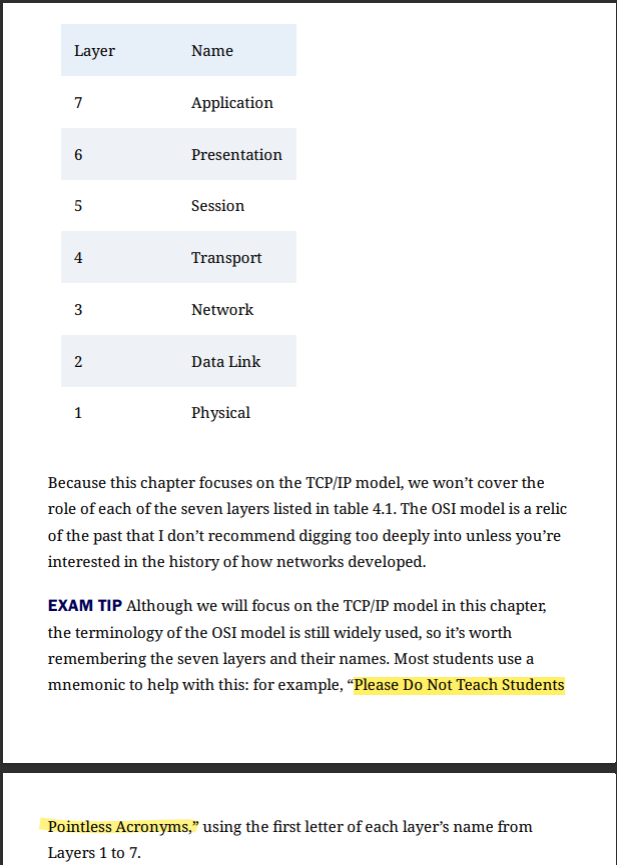 Layer Name
7 Application
6 Presentation
5 Session
4 Transport
3 Network
2 Data Link
1 Physical
Because this chapter focuses on the TCP/IP model, we won’t cover the
role of each of the seven layers listed in table 4.1. The OSI model is a relic
of the past that I don’t recommend digging too deeply into unless you’re
interested in the history of how networks developed.
EXAM TIP Although we will focus on the TCP/IP model in this chapter,
the terminology of the OSI model is still widely used, so it’s worth
remembering the seven layers and their names. Most students use a
mnemonic to help with this: for example, “Please Do Not Teach Students
Pointless Acronyms,” using the first letter of each layer’s name from
Layers 1 to 7.